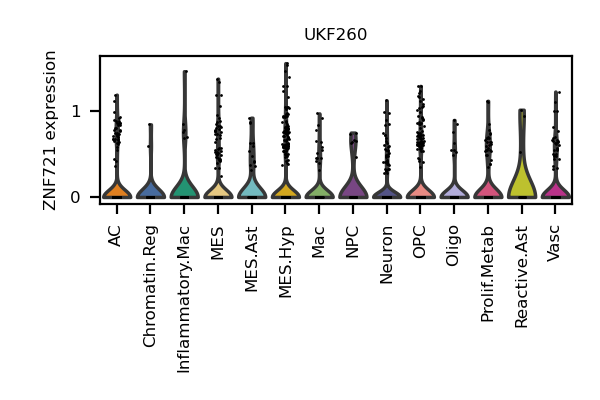 UKF260
ZNF721 expression
1
0
AC
Chromatin.Reg
Inflammatory.Mac
MES
MES.Ast
MES.Hyp
Mac
NPC
Neuron
OPC
Oligo
Prolif.Metab
Reactive.Ast
Vasc